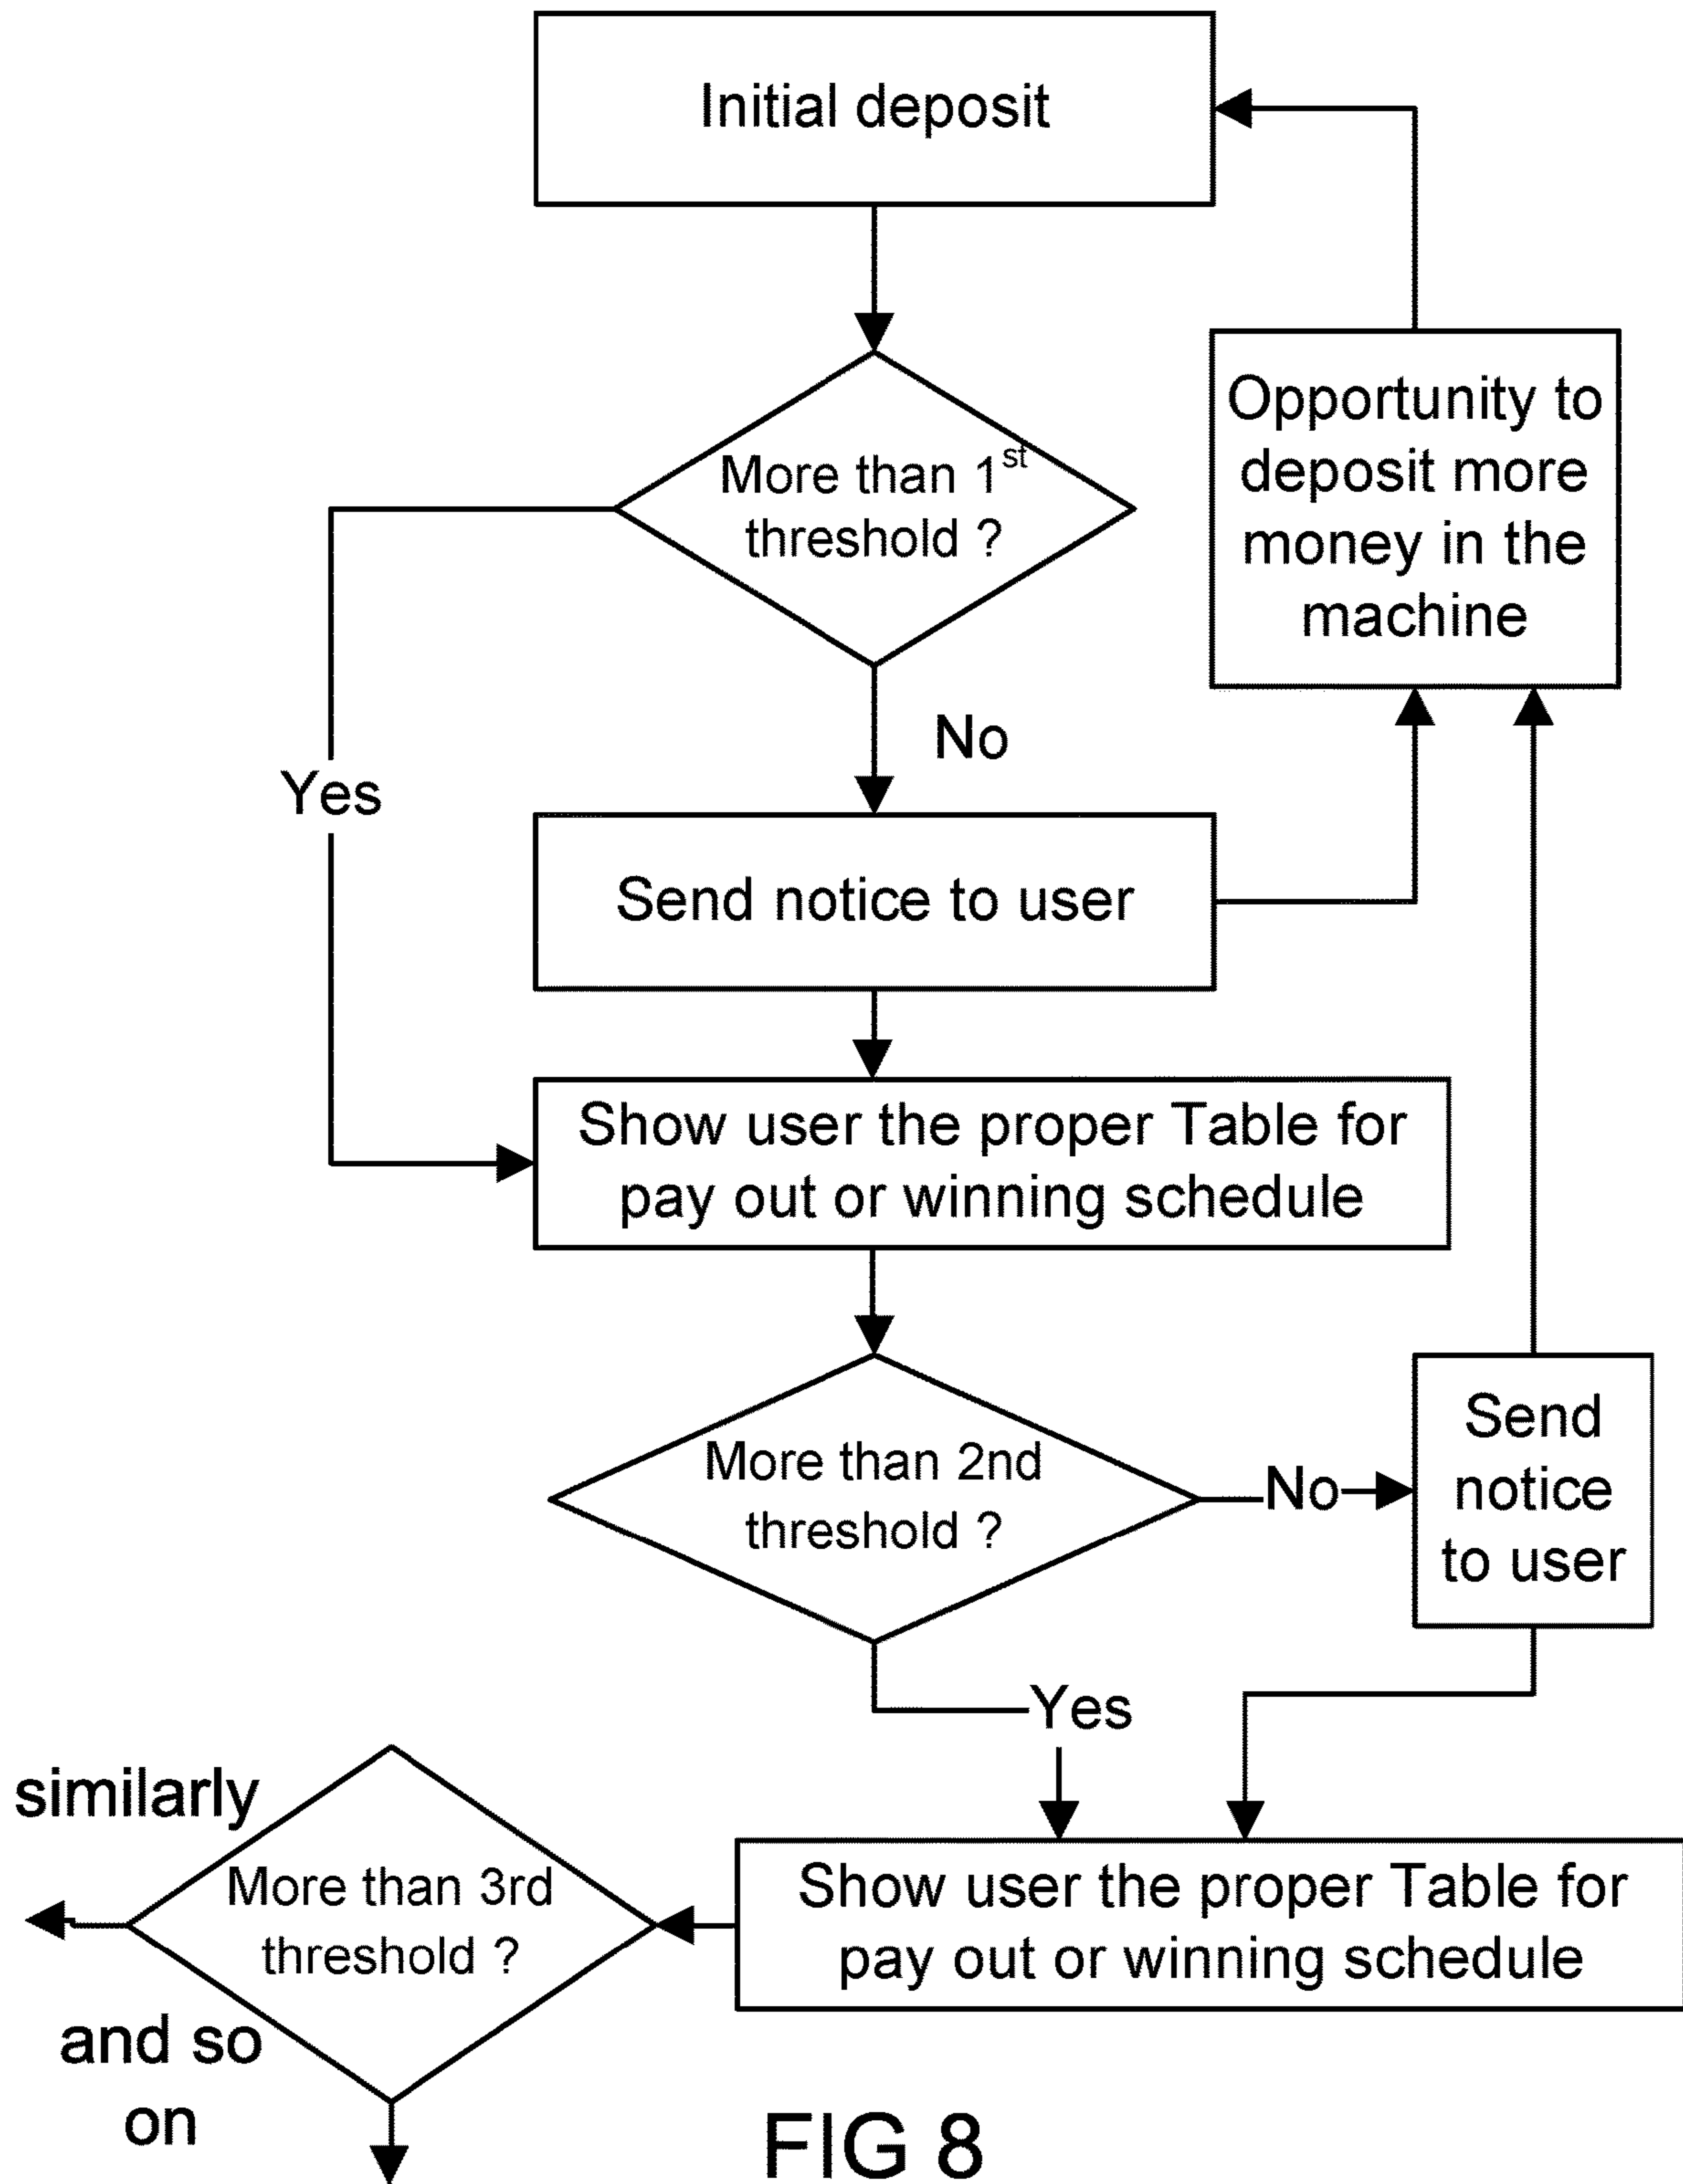 Initial deposit
More than 1st
threshold ?
Opportunity to
deposit more
money in the
machine
No
Yes
Send notice to user
Show user the proper Table for
pay out or winning schedule
More than 2nd
threshold ?
No
Send
notice
to user
Yes
similarly
More than 3rd
threshold ?
Show user the proper Table for
pay out or winning schedule
and so
on
FIG 8